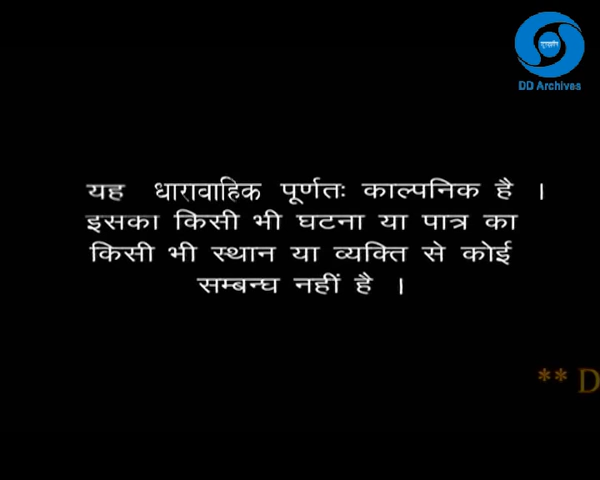 दूरदर्शन
DD Archives
यह धारावाहिक पूर्णतः काल्पनिक है ।
इसका किसी भी घटना या पात्र का
किसी भी स्थान या व्यक्ति से कोई
सम्बन्घ नहीं है ।
** D